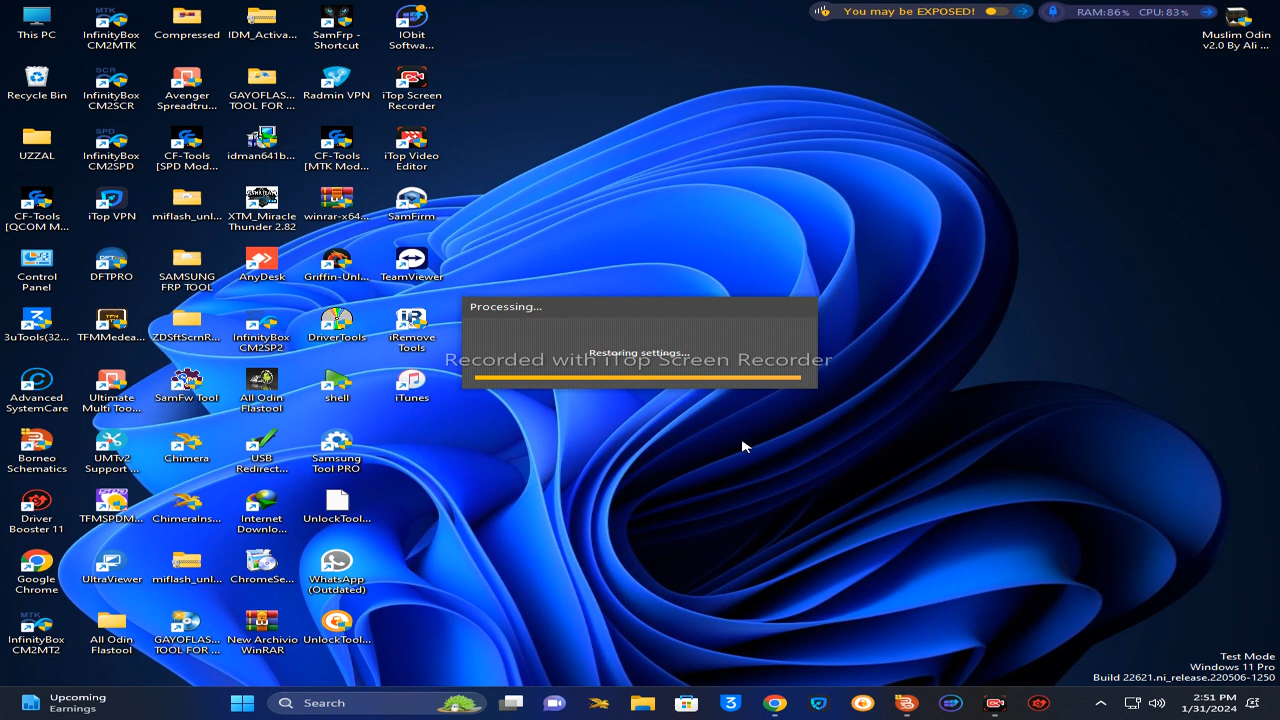 You may be EXPOSED!
RAM:86% CPU:83%
This PC
InfinityBox
CM2MTK
Compressed
IDM_Activa...
SamFrp -
Shortcut
IObit
Softwa...
Muslim Odin
v2.0 By Ali ...
Recycle Bin
InfinityBox
CM2SCR
Avenger
Spreadtru...
GAYOFLAS...
TOOL FOR ...
Radmin VPN
iTop Screen
Recorder
UZZAL
InfinityBox
CM2SPD
CF-Tools
[SPD Mod...
idman641b...
CF-Tools
[MTK Mod...
iTop Video
Editor
CF-Tools
[QCOM M...
iTop VPN
miflash_unl...
XTM_Miracle
Thunder 2.82
winrar-x64...
SamFirm
Control
Panel
DFTPRO
SAMSUNG
FRP TOOL
AnyDesk
Griffin-Unl...
TeamViewer
3uTools(32...
TFMMedea...
ZDSftScrnR...
InfinityBox
CM2SP2
DriverTools
iRemove
Tools
Processing...
Restoring settings...
Recorded with iTop Screen Recorder
Advanced
SystemCare
Ultimate
Multi Too...
SamFw Tool
All Odin
Flastool
shell
iTunes
Borneo
Schematics
UMTv2
Support ...
Chimera
USB
Redirect...
Samsung
Tool PRO
Driver
Booster 11
TFMSPDM...
ChimeraIns...
Internet
Downlo...
UnlockTool...
Google
Chrome
UltraViewer
miflash_unl...
ChromeSe...
WhatsApp
(Outdated)
InfinityBox
CM2MT2
All Odin
Flastool
GAYOFLAS...
TOOL FOR ...
New Archivio
WinRAR
UnlockTool...
Test Mode
Windows 11 Pro
Build 22621.ni_release.220506-1250
Upcoming
Earnings
Search
2:51 PM
1/31/2024